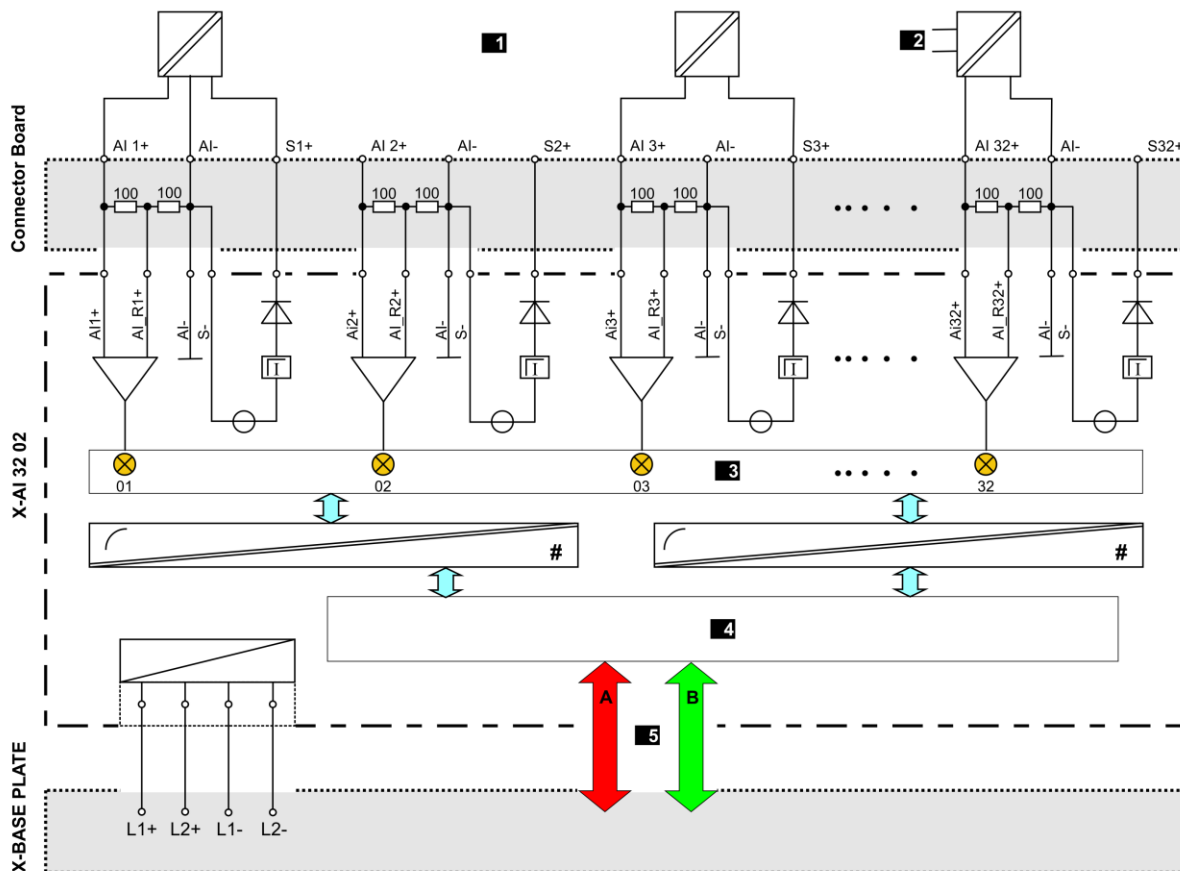 1
2
Connector Board
AI 1+ AI- S1+ AI 2+ AI- S2+ AI 3+ AI- S3+ AI 32+ AI- S32+
100 100 100 100 100 100 100 100
X-AI 32 02
AI1+ AI_R1+ AI- S- Ai2+ AI_R2+ AI- S- Ai3+ AI_R3+ AI- S- Ai32+ AI_R32+ AI- S-
I I I I
3
01 02 03 32
# #
4
A B
5
X-BASE PLATE
L1+ L2+ L1- L2-